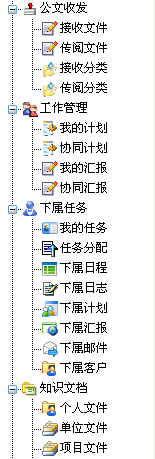 公文收发
接收文件
传阅文件
接收分类
传阅分类
工作管理
我的计划
协同计划
我的汇报
协同汇报
下属任务
我的任务
任务分配
下属日程
下属日志
下属计划
下属汇报
下属邮件
下属客户
知识文档
个人文件
单位文件
项目文件